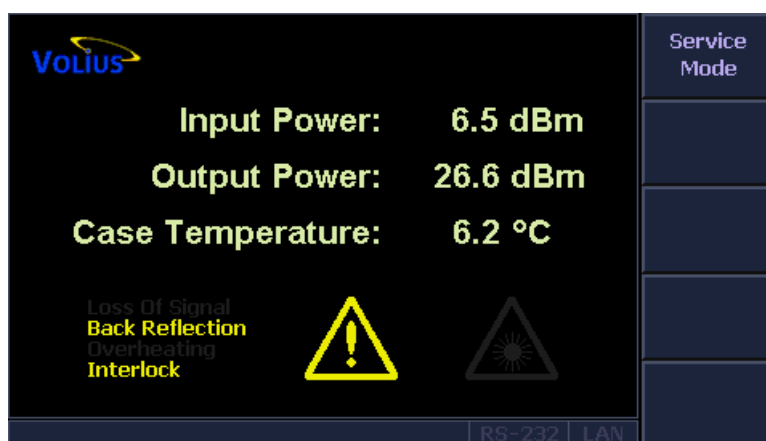 VOLIUS
Service
Mode
Input Power: 6.5 dBm
Output Power: 26.6 dBm
Case Temperature: 6.2 °C
Loss Of Signal
Back Reflection
Overheating
Interlock
RS-232 LAN